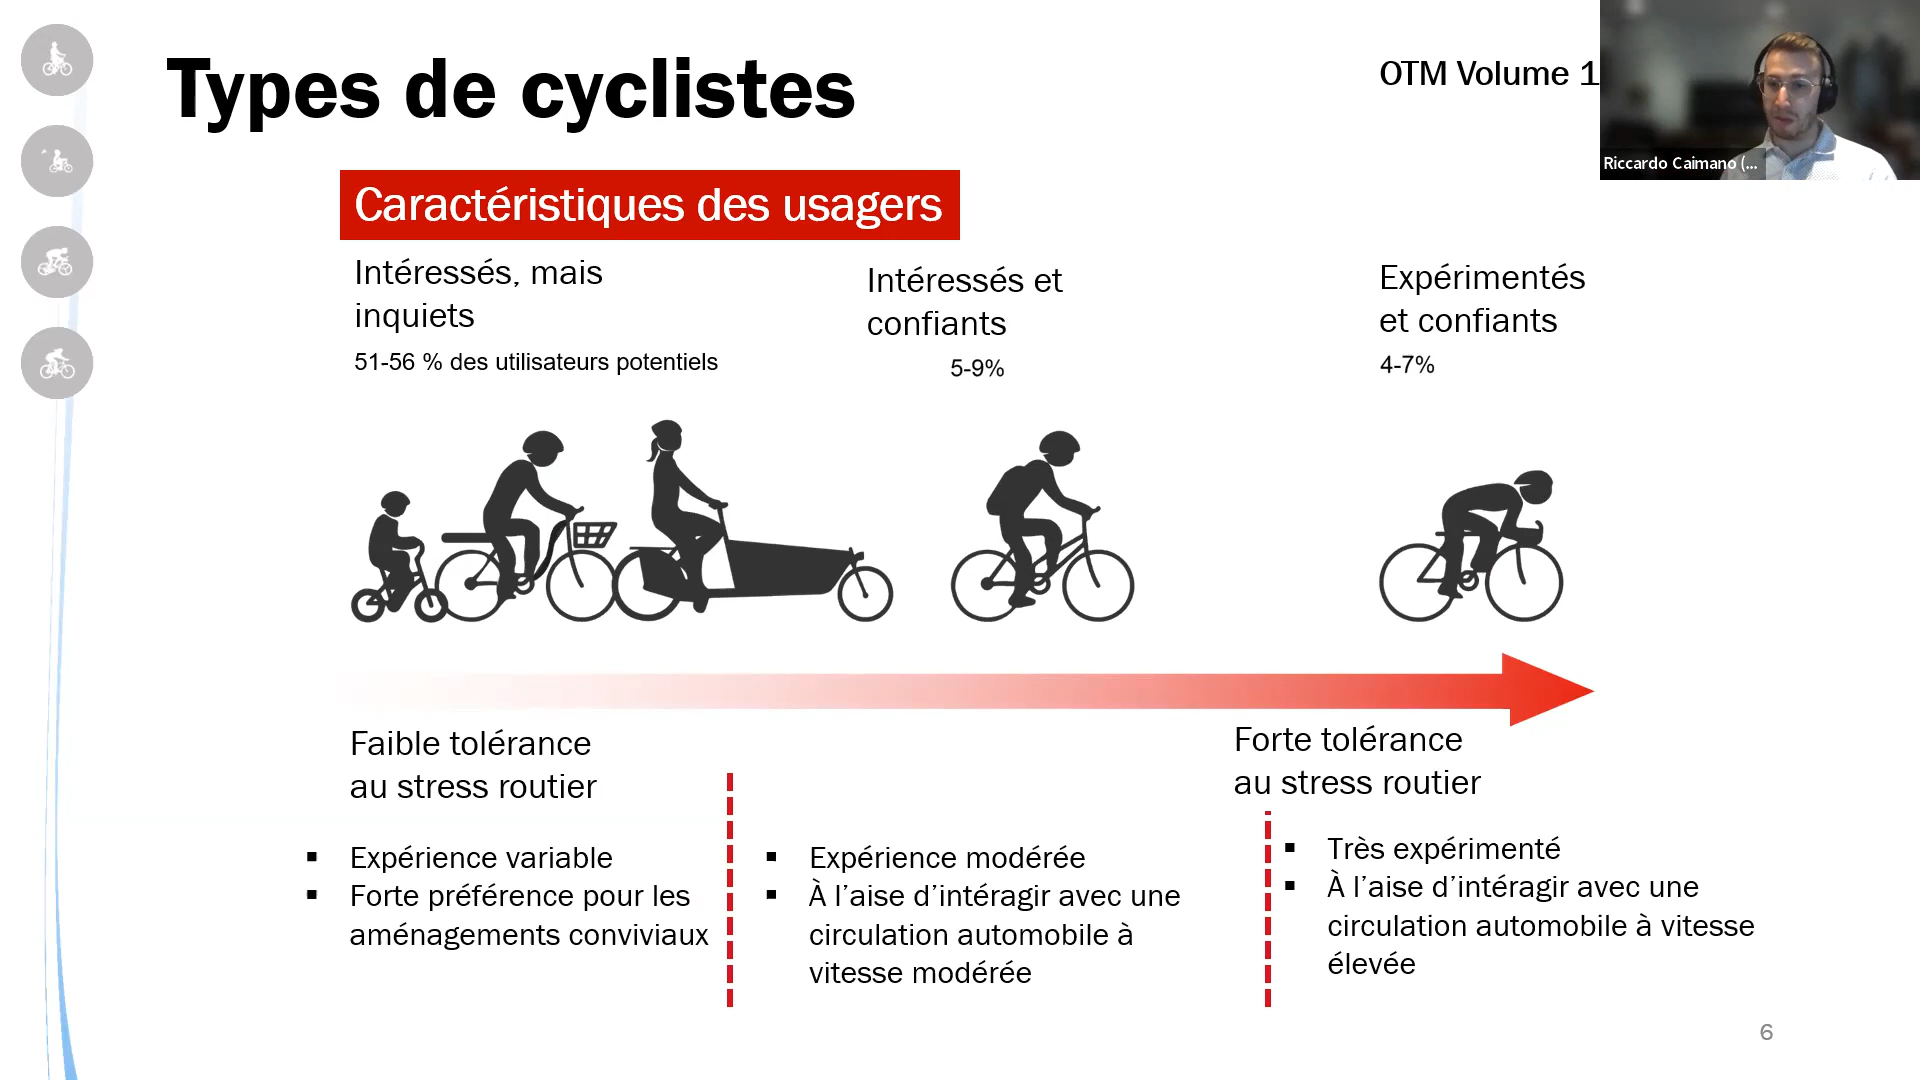 Types de cyclistes
OTM Volume 1
Riccardo Caimano (...
Caractéristiques des usagers
Intéressés, mais
inquiets
51-56 % des utilisateurs potentiels
Intéressés et
confiants
5-9%
Expérimentés
et confiants
4-7%
Faible tolérance
au stress routier
Forte tolérance
au stress routier
▪ Expérience variable
▪ Forte préférence pour les
aménagements conviviaux
▪ Expérience modérée
▪ À l’aise d’intéragir avec une
circulation automobile à
vitesse modérée
▪ Très expérimenté
▪ À l’aise d’intéragir avec une
circulation automobile à vitesse
élevée
6